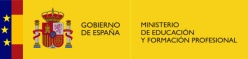 GOBIERNO
DE ESPAÑA
MINISTERIO
DE EDUCACIÓN
Y FORMACIÓN PROFESIONAL